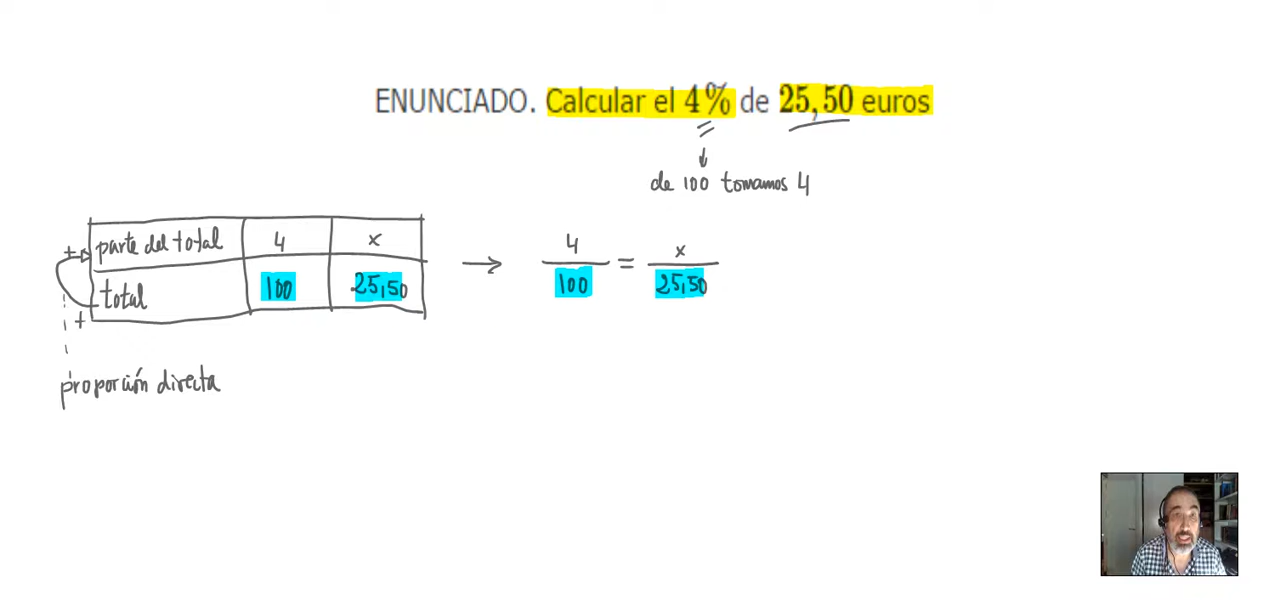 ENUNCIADO. Calcular el 4% de 25,50 euros
de 100 tomamos 4
parte del total 4 x
total 100 25,50
+
+
→ 4/100 = x/25,50
proporción directa